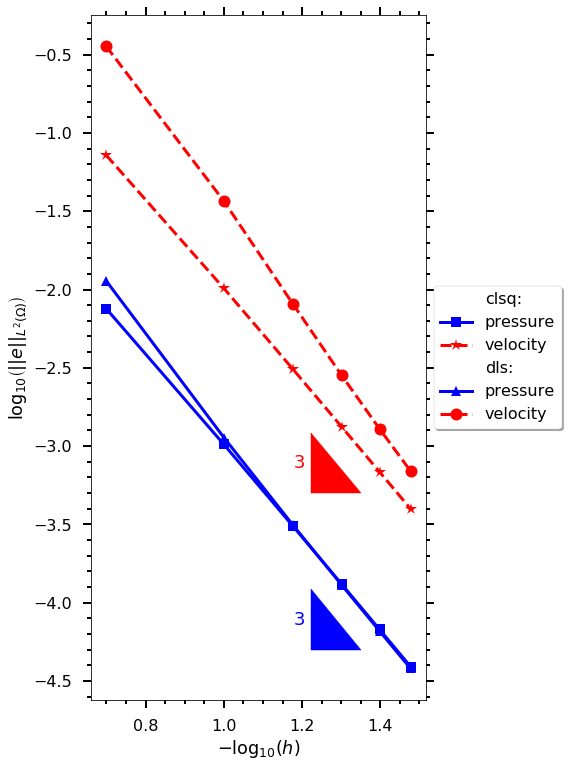 −0.5
−1.0
−1.5
−2.0
−2.5
−3.0
−3.5
−4.0
−4.5
log₁₀(||e||_{L²(Ω)})
3
3
0.8 1.0 1.2 1.4
−log₁₀(h)
clsq:
pressure
velocity
dls:
pressure
velocity